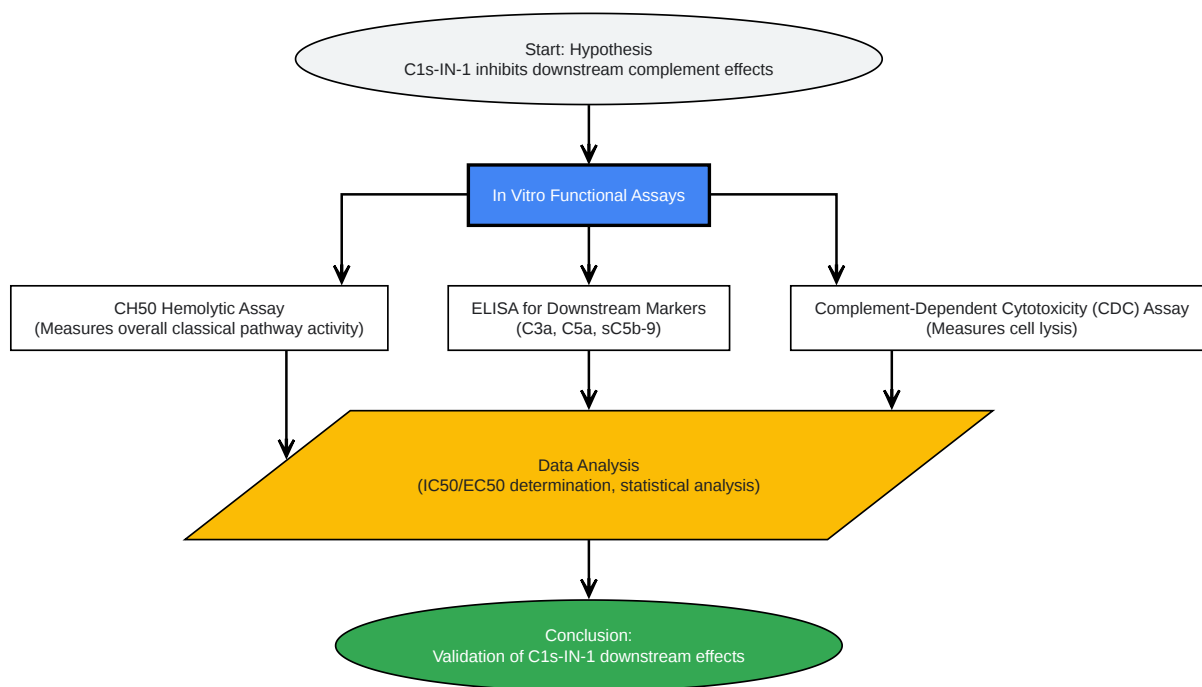 Start: Hypothesis
C1s-IN-1 inhibits downstream complement effects
In Vitro Functional Assays
CH50 Hemolytic Assay
(Measures overall classical pathway activity)
ELISA for Downstream Markers
(C3a, C5a, sC5b-9)
Complement-Dependent Cytotoxicity (CDC) Assay
(Measures cell lysis)
Data Analysis
(IC50/EC50 determination, statistical analysis)
Conclusion:
Validation of C1s-IN-1 downstream effects